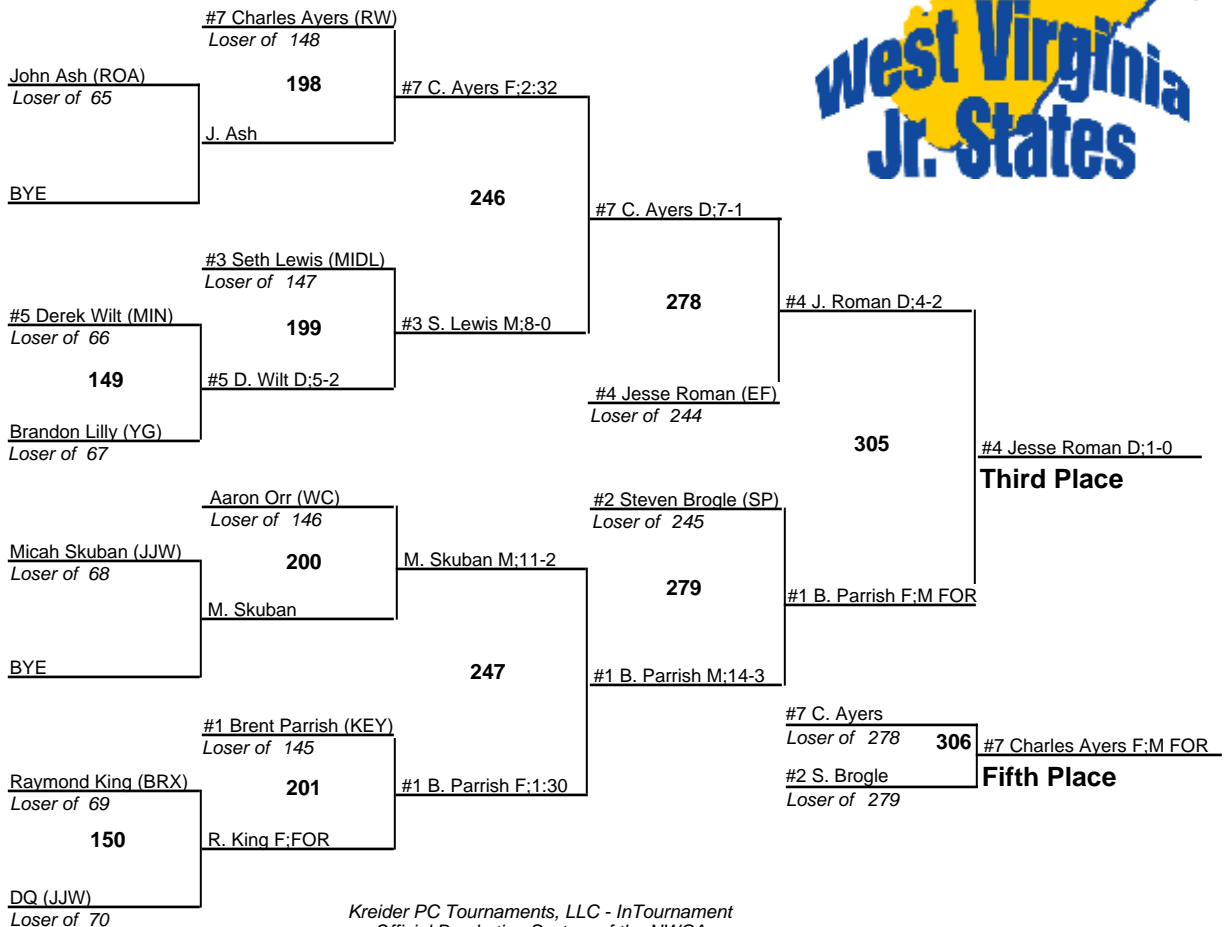 #7 Charles Ayers (RW)
Loser of 148
John Ash (ROA)
Loser of 65
198
#7 C. Ayers F;2:32
J. Ash
BYE
246
#7 C. Ayers D;7-1
#3 Seth Lewis (MIDL)
Loser of 147
#5 Derek Wilt (MIN)
Loser of 66
199
#3 S. Lewis M;8-0
149
#5 D. Wilt D;5-2
Brandon Lilly (YG)
Loser of 67
278
#4 J. Roman D;4-2
#4 Jesse Roman (EF)
Loser of 244
305
#4 Jesse Roman D;1-0
Third Place
Aaron Orr (WC)
Loser of 146
Micah Skuban (JJW)
Loser of 68
200
M. Skuban M;11-2
M. Skuban
BYE
#2 Steven Brogle (SP)
Loser of 245
279
#1 B. Parrish F;M FOR
247
#1 B. Parrish M;14-3
#1 Brent Parrish (KEY)
Loser of 145
Raymond King (BRX)
Loser of 69
201
#1 B. Parrish F;1:30
150
R. King F;FOR
DQ (JJW)
Loser of 70
#7 C. Ayers
Loser of 278
306
#7 Charles Ayers F;M FOR
#2 S. Brogle
Loser of 279
Fifth Place
West Virginia
Jr. States
Kreider PC Tournaments, LLC - InTournament